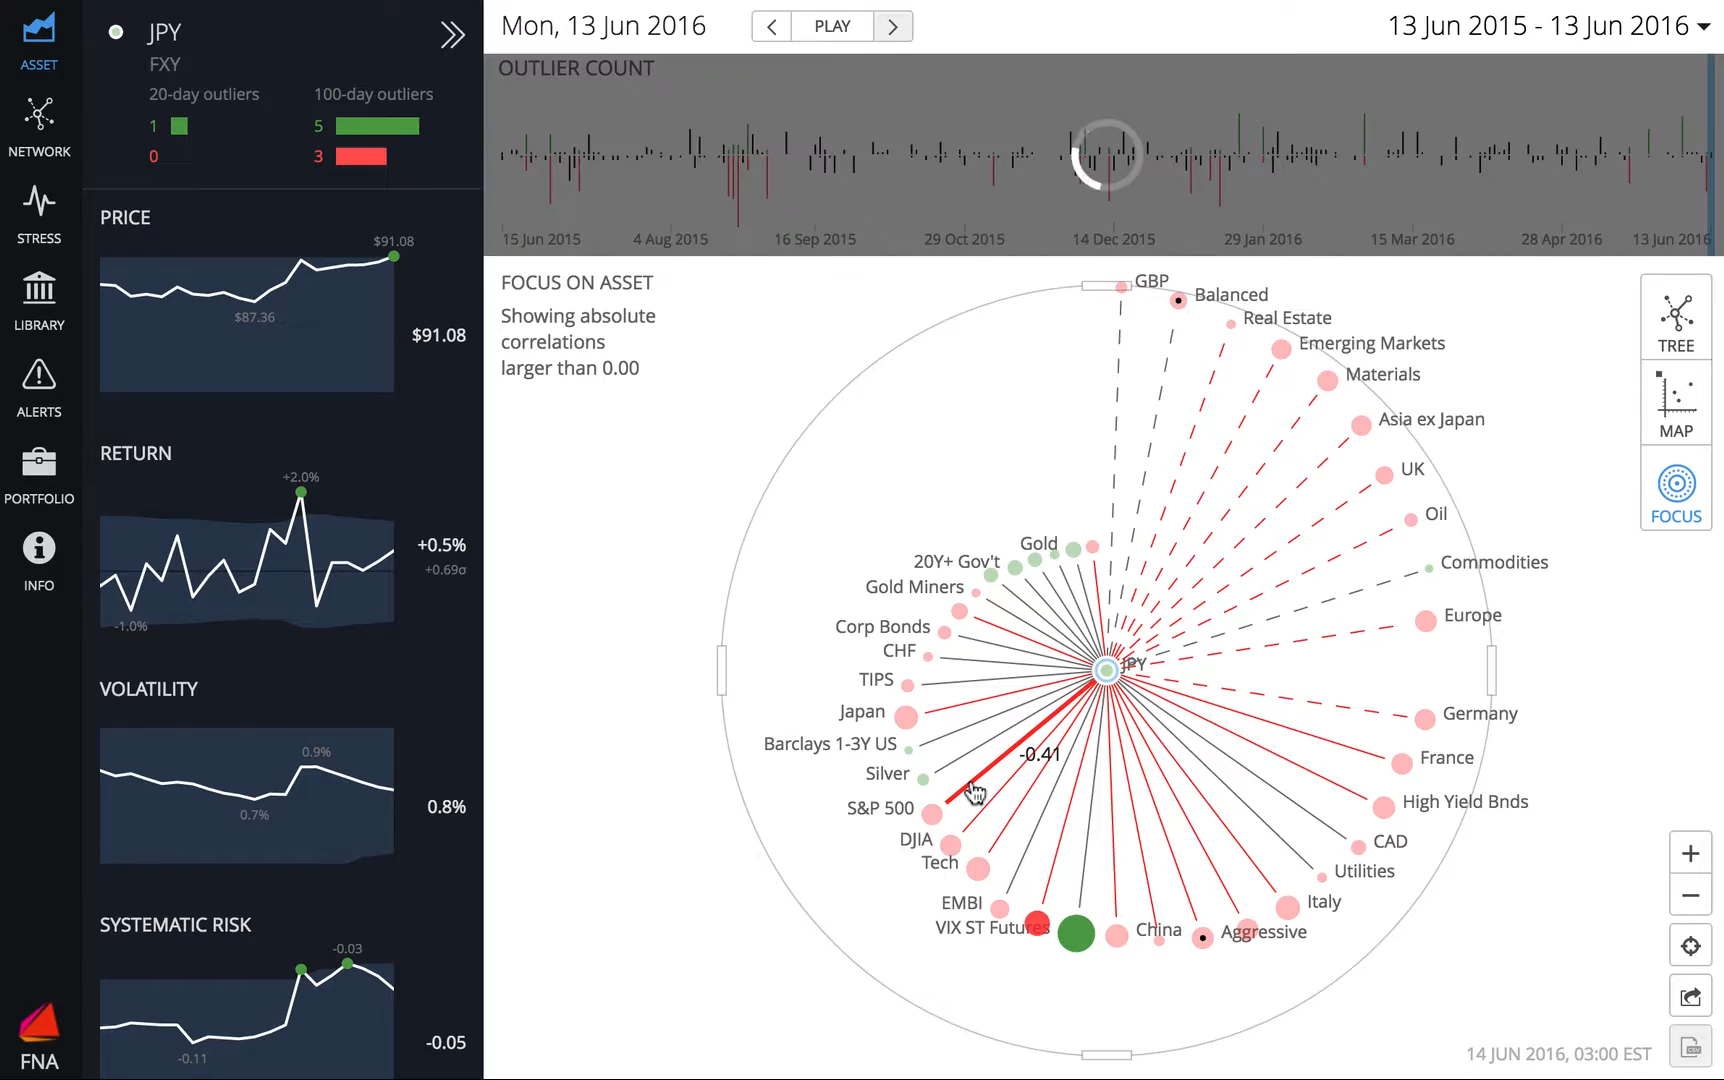 ASSET
NETWORK
STRESS
LIBRARY
ALERTS
PORTFOLIO
INFO
FNA
JPY
FXY
20-day outliers
100-day outliers
1
5
0
3
PRICE
$91.08
$87.36
$91.08
RETURN
+2.0%
+0.5%
+0.69σ
-1.0%
VOLATILITY
0.9%
0.7%
0.8%
SYSTEMATIC RISK
-0.03
-0.11
-0.05
Mon, 13 Jun 2016
PLAY
13 Jun 2015 - 13 Jun 2016
OUTLIER COUNT
15 Jun 2015
4 Aug 2015
16 Sep 2015
29 Oct 2015
14 Dec 2015
29 Jan 2016
15 Mar 2016
28 Apr 2016
13 Jun 2016
FOCUS ON ASSET
Showing absolute
correlations
larger than 0.00
GBP
Balanced
Real Estate
Emerging Markets
Materials
Asia ex Japan
UK
Oil
Commodities
Europe
Germany
France
High Yield Bnds
CAD
Utilities
Italy
Aggressive
China
VIX ST Futures
EMBI
Tech
DJIA
S&P 500
Silver
Barclays 1-3Y US
Japan
TIPS
CHF
Corp Bonds
Gold Miners
20Y+ Gov't
Gold
JPY
-0.41
TREE
MAP
FOCUS
CSV
14 JUN 2016, 03:00 EST